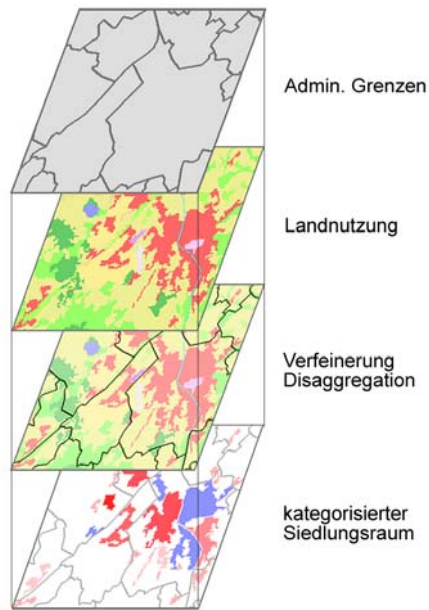 Admin. Grenzen
Landnutzung
Verfeinerung
Disaggregation
kategorisierter
Siedlungsraum